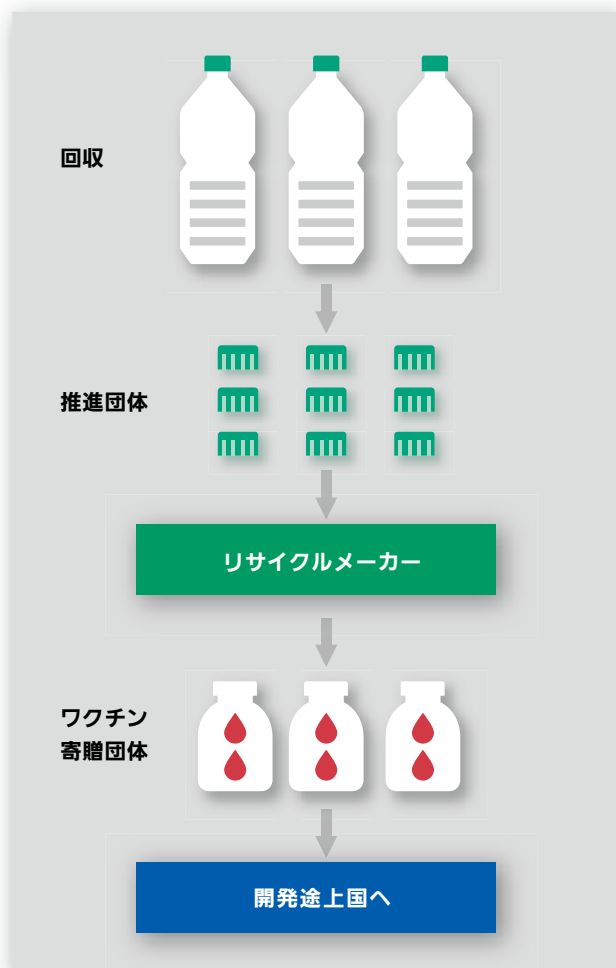 回収
推進団体
リサイクルメーカー
ワクチン
寄贈団体
開発途上国へ